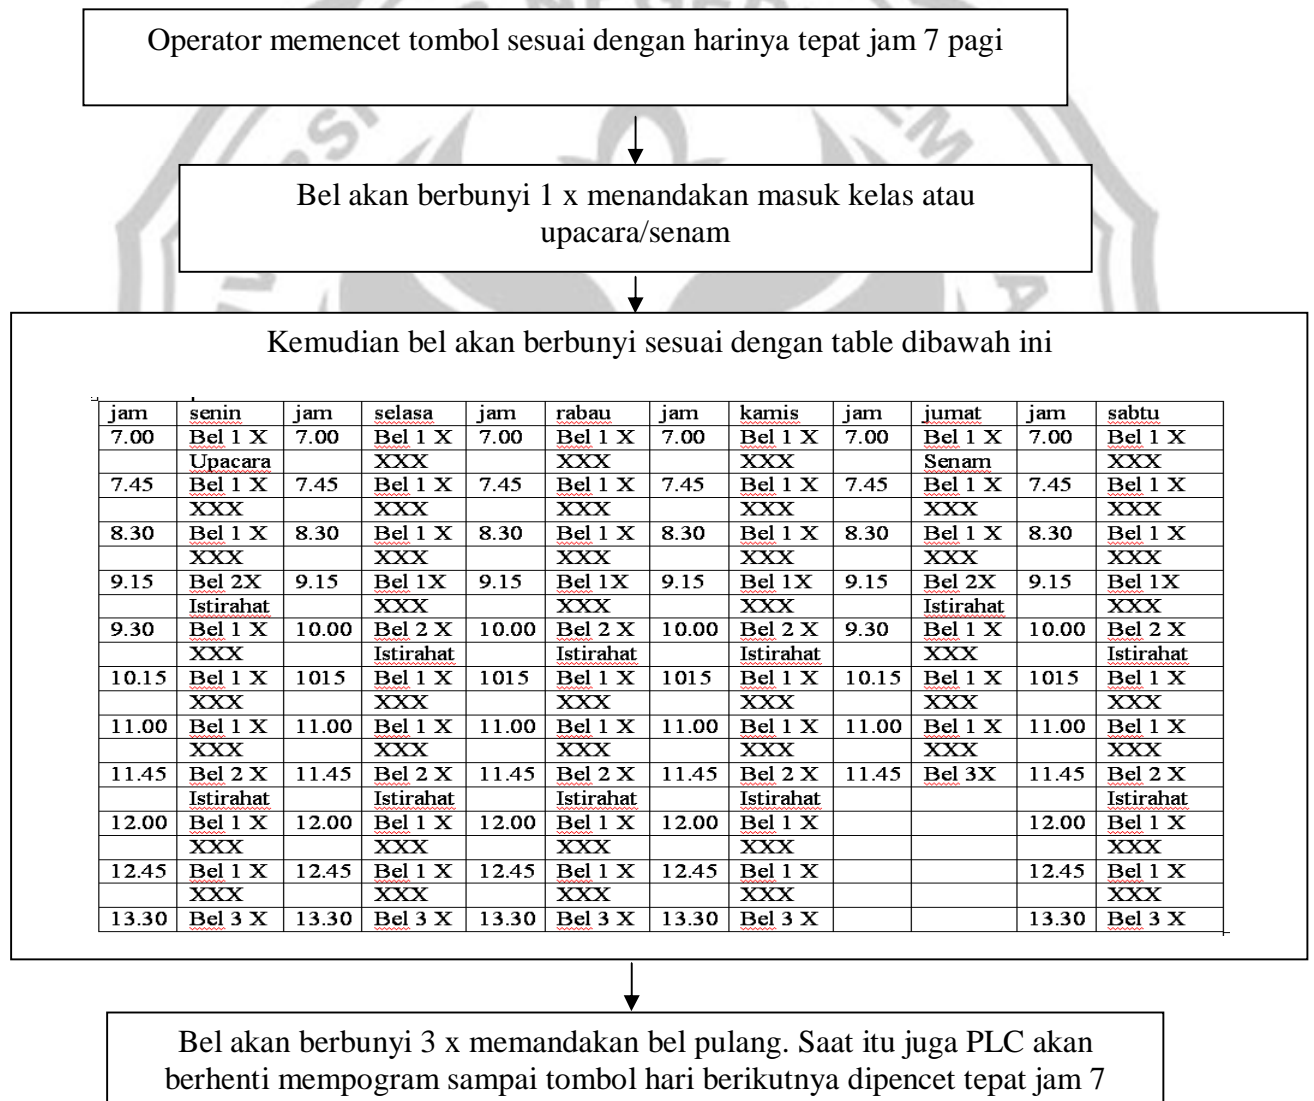 Operator memencet tombol sesuai dengan harinya tepat jam 7 pagi
Bel akan berbunyi 1 x menandakan masuk kelas atau
upacara/senam
Kemudian bel akan berbunyi sesuai dengan table dibawah ini
jam senin jam selasa jam rabau jam kamis jam jumat jam sabtu
7.00 Bel 1 X 7.00 Bel 1 X 7.00 Bel 1 X 7.00 Bel 1 X 7.00 Bel 1 X 7.00 Bel 1 X
Upacara XXX XXX XXX Senam XXX
7.45 Bel 1 X 7.45 Bel 1 X 7.45 Bel 1 X 7.45 Bel 1 X 7.45 Bel 1 X 7.45 Bel 1 X
XXX XXX XXX XXX XXX XXX
8.30 Bel 1 X 8.30 Bel 1 X 8.30 Bel 1 X 8.30 Bel 1 X 8.30 Bel 1 X 8.30 Bel 1 X
XXX XXX XXX XXX XXX XXX
9.15 Bel 2X 9.15 Bel 1X 9.15 Bel 1X 9.15 Bel 1X 9.15 Bel 2X 9.15 Bel 1X
Istirahat XXX XXX XXX Istirahat XXX
9.30 Bel 1 X 10.00 Bel 2 X 10.00 Bel 2 X 10.00 Bel 2 X 9.30 Bel 1 X 10.00 Bel 2 X
XXX Istirahat Istirahat Istirahat XXX Istirahat
10.15 Bel 1 X 1015 Bel 1 X 1015 Bel 1 X 1015 Bel 1 X 10.15 Bel 1 X 1015 Bel 1 X
XXX XXX XXX XXX XXX XXX
11.00 Bel 1 X 11.00 Bel 1 X 11.00 Bel 1 X 11.00 Bel 1 X 11.00 Bel 1 X 11.00 Bel 1 X
XXX XXX XXX XXX XXX XXX
11.45 Bel 2 X 11.45 Bel 2 X 11.45 Bel 2 X 11.45 Bel 2 X 11.45 Bel 3X 11.45 Bel 2 X
Istirahat Istirahat Istirahat Istirahat Istirahat
12.00 Bel 1 X 12.00 Bel 1 X 12.00 Bel 1 X 12.00 Bel 1 X 12.00 Bel 1 X
XXX XXX XXX XXX XXX
12.45 Bel 1 X 12.45 Bel 1 X 12.45 Bel 1 X 12.45 Bel 1 X 12.45 Bel 1 X
XXX XXX XXX XXX XXX
13.30 Bel 3 X 13.30 Bel 3 X 13.30 Bel 3 X 13.30 Bel 3 X 13.30 Bel 3 X
Bel akan berbunyi 3 x memandakan bel pulang. Saat itu juga PLC akan
berhenti mempogram sampai tombol hari berikutnya dipencet tepat jam 7